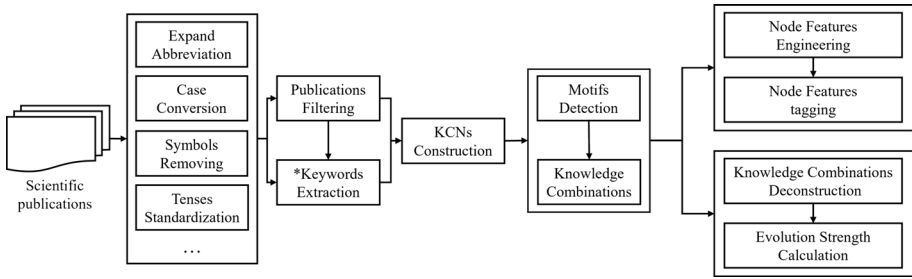 Scientific
publications
Expand
Abbreviation
Case
Conversion
Symbols
Removing
Tenses
Standardization
…
Publications
Filtering
*Keywords
Extraction
KCNs
Construction
Motifs
Detection
Knowledge
Combinations
Node Features
Engineering
Node Features
tagging
Knowledge Combinations
Deconstruction
Evolution Strength
Calculation